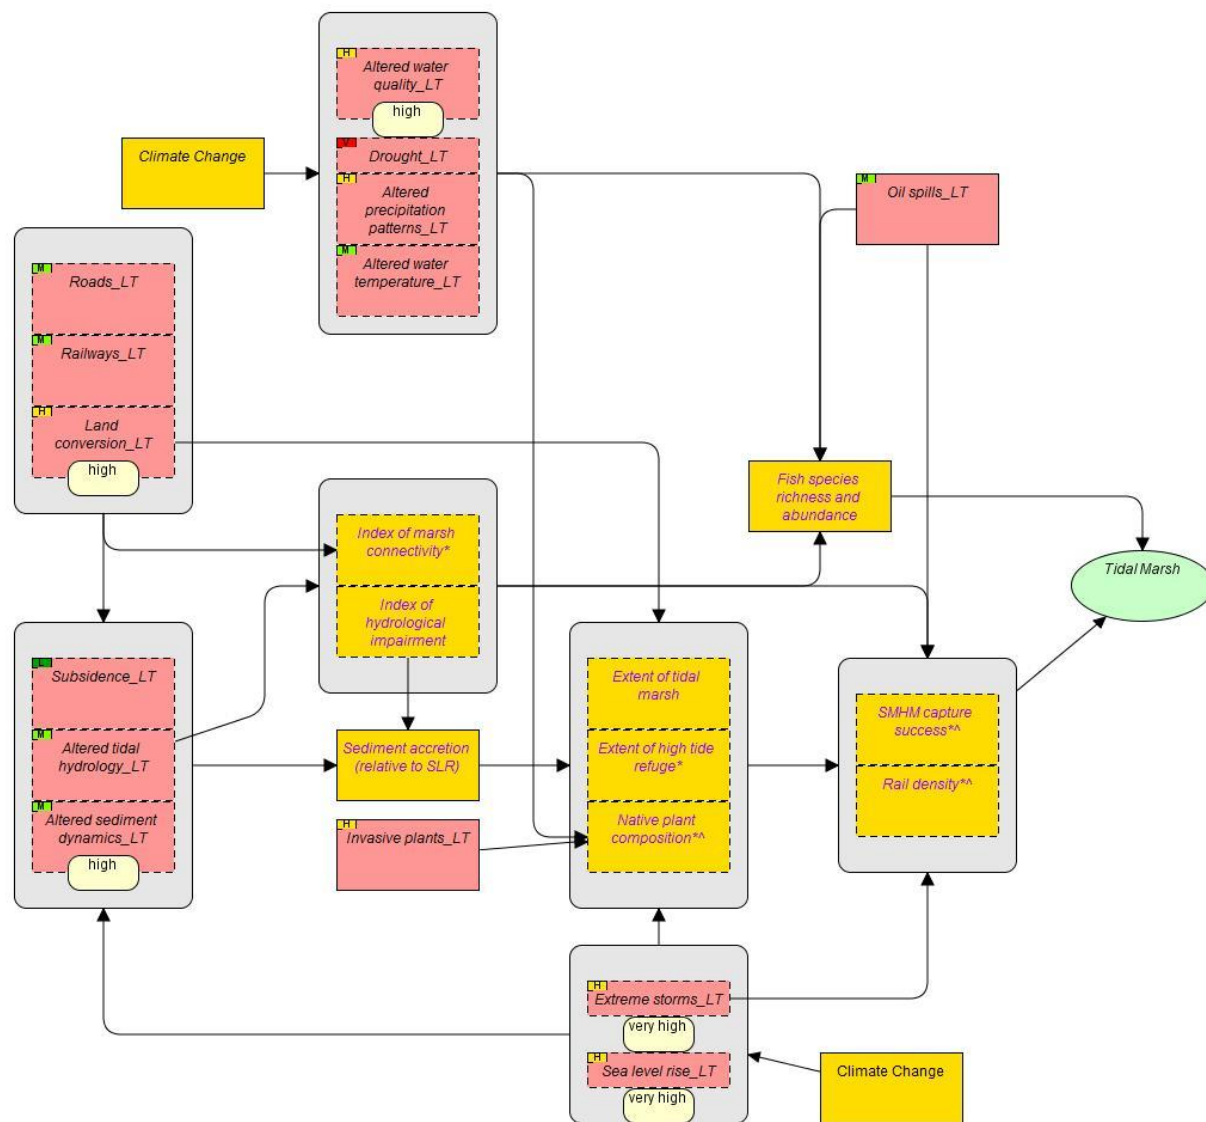 H
Altered water
quality_LT
high
V
Drought_LT
H
Altered
precipitation
patterns_LT
M
Altered water
temperature_LT
Climate Change
M
Oil spills_LT
M
Roads_LT
M
Railways_LT
H
Land
conversion_LT
high
Index of marsh
connectivity*
Index of
hydrological
impairment
Fish species
richness and
abundance
Tidal Marsh
L
Subsidence_LT
M
Altered tidal
hydrology_LT
M
Altered sediment
dynamics_LT
high
Sediment accretion
(relative to SLR)
H
Invasive plants_LT
Extent of tidal
marsh
Extent of high tide
refuge*
Native plant
composition*^
SMHM capture
success*^
Rail density*^
H
Extreme storms_LT
very high
H
Sea level rise_LT
very high
Climate Change